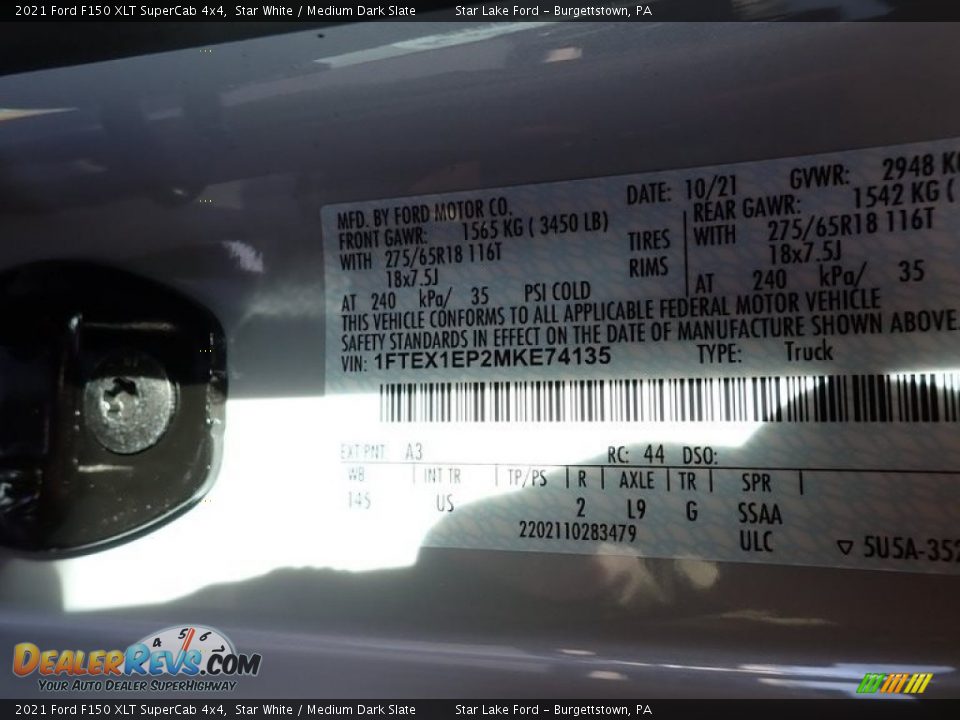 2021 Ford F150 XLT SuperCab 4x4, Star White / Medium Dark Slate Star Lake Ford - Burgettstown, PA
MFD. BY FORD MOTOR CO. DATE: 10/21 GVWR: 2948 K
FRONT GAWR: 1565 KG ( 3450 LB) REAR GAWR: 1542 KG (
WITH 275/65R18 116T TIRES WITH 275/65R18 116T
18x7.5J RIMS 18x7.5J
AT 240 kPa/ 35 PSI COLD AT 240 kPa/ 35
THIS VEHICLE CONFORMS TO ALL APPLICABLE FEDERAL MOTOR VEHICLE
SAFETY STANDARDS IN EFFECT ON THE DATE OF MANUFACTURE SHOWN ABOVE.
VIN: 1FTEX1EP2MKE74135 TYPE: Truck
EXT PNT A3 RC: 44 DSO:
WB INT TR TP/PS R AXLE TR SPR
145 US 2 L9 G SSAA
2202110283479 ULC ▽ 5U5A-352
4 5 6
DEALERREVS.COM
YOUR AUTO DEALER SUPERHIGHWAY
2021 Ford F150 XLT SuperCab 4x4, Star White / Medium Dark Slate Star Lake Ford - Burgettstown, PA